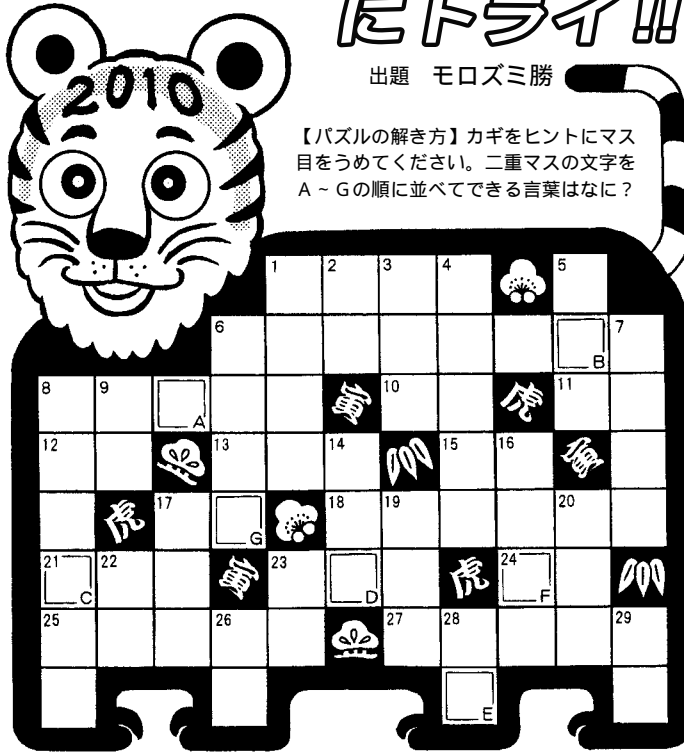 にトライ!!
2010
出題 モロズミ勝
【パズルの解き方】カギをヒントにマス
目をうめてください。二重マスの文字を
A~Gの順に並べてできる言葉はなに?
1 2 3 4 5
6 B 7
8 9 A 寅 10 虎 11
12 13 14 15 16 寅
虎 17 G 18 19 20
21 C 22 寅 23 D 虎 24 F
25 26 27 28 29
E